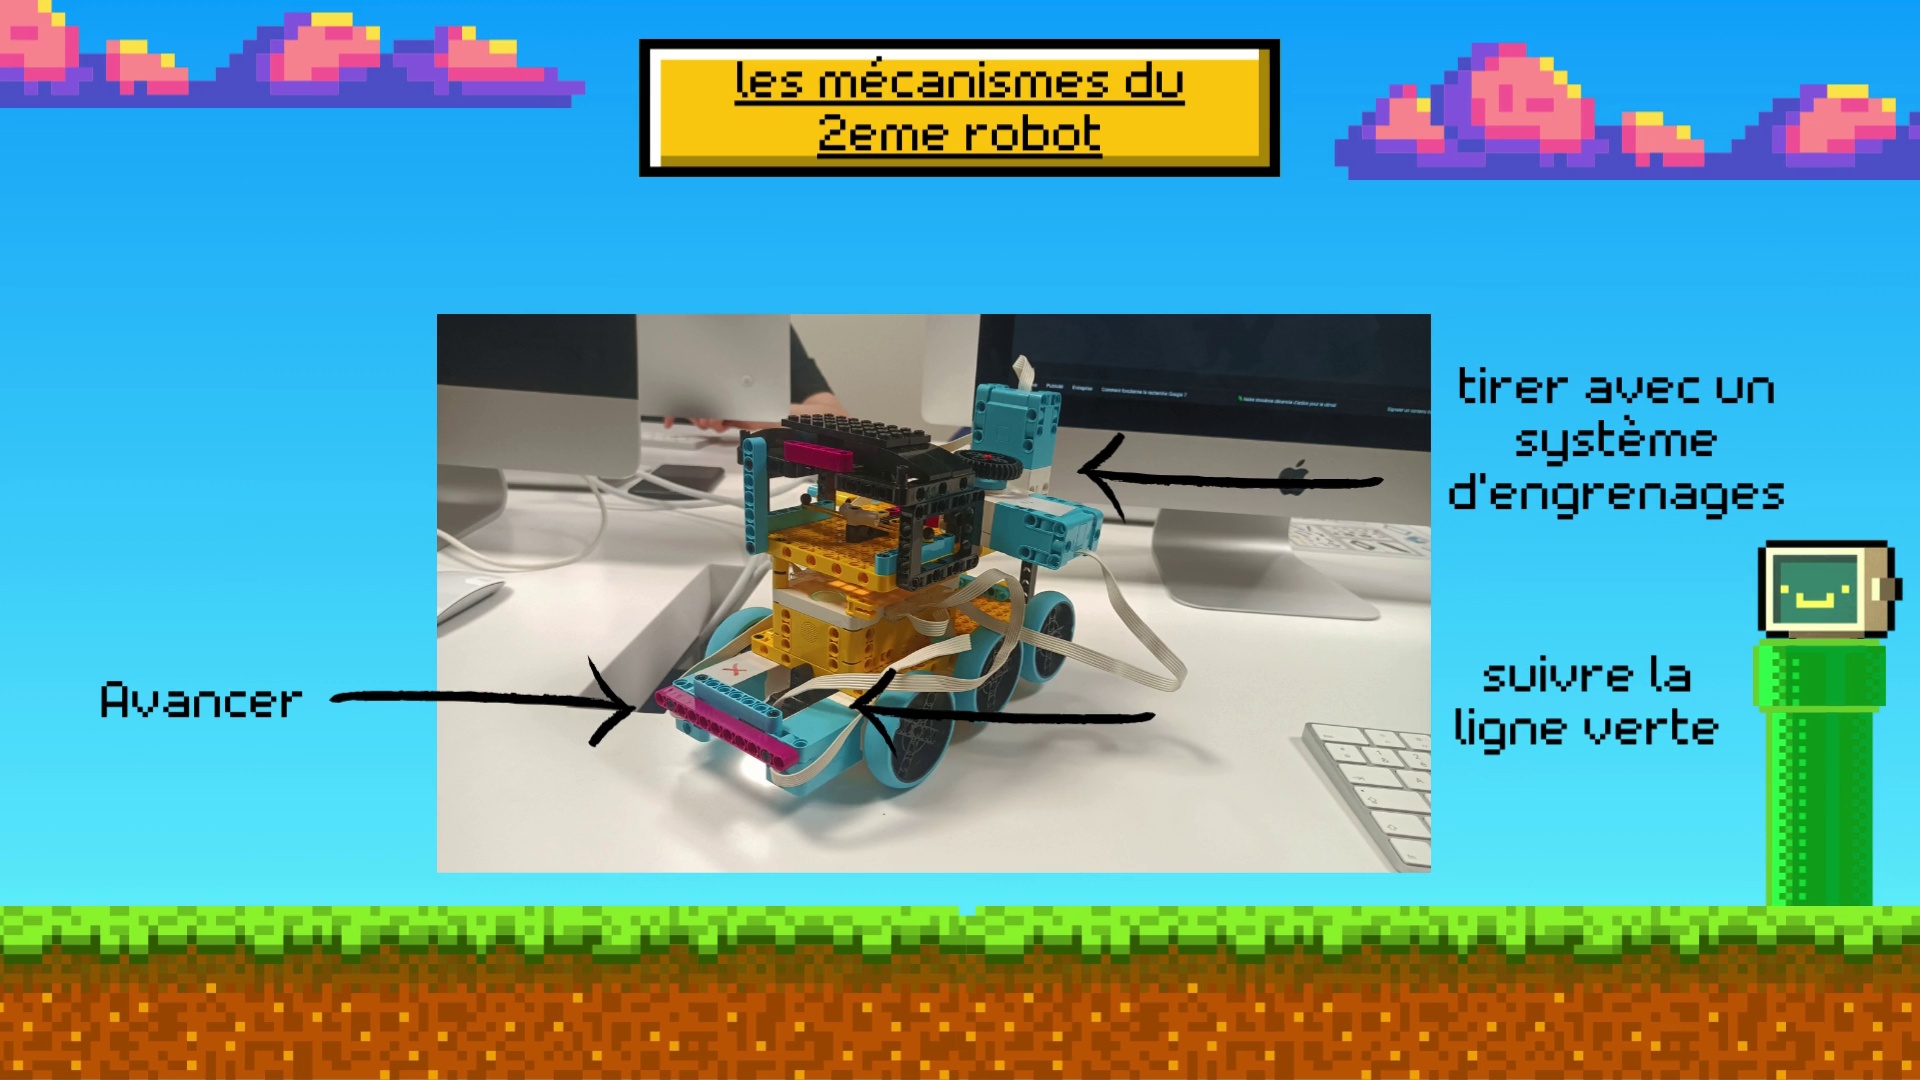 les mécanismes du
2eme robot
tirer avec un
système
d'engrenages
Avancer
suivre la
ligne verte